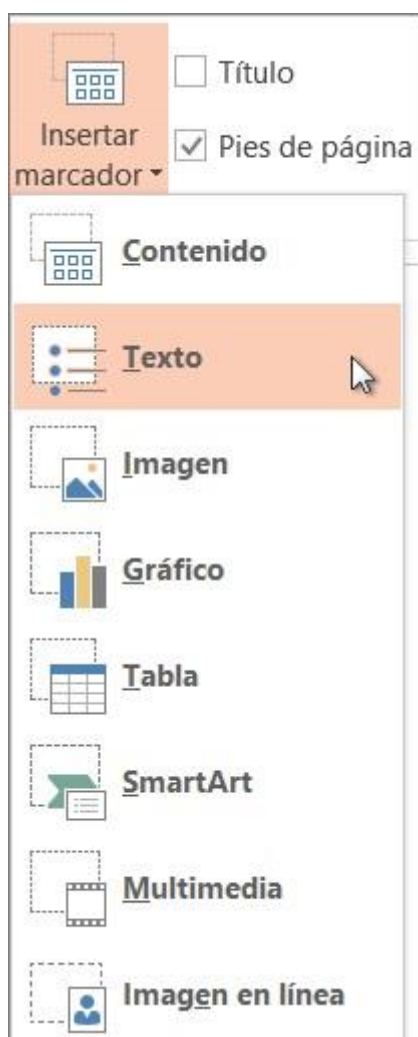 Título
Insertar
marcador
Pies de página
Contenido
Texto
Imagen
Gráfico
Tabla
SmartArt
Multimedia
Imagen en línea